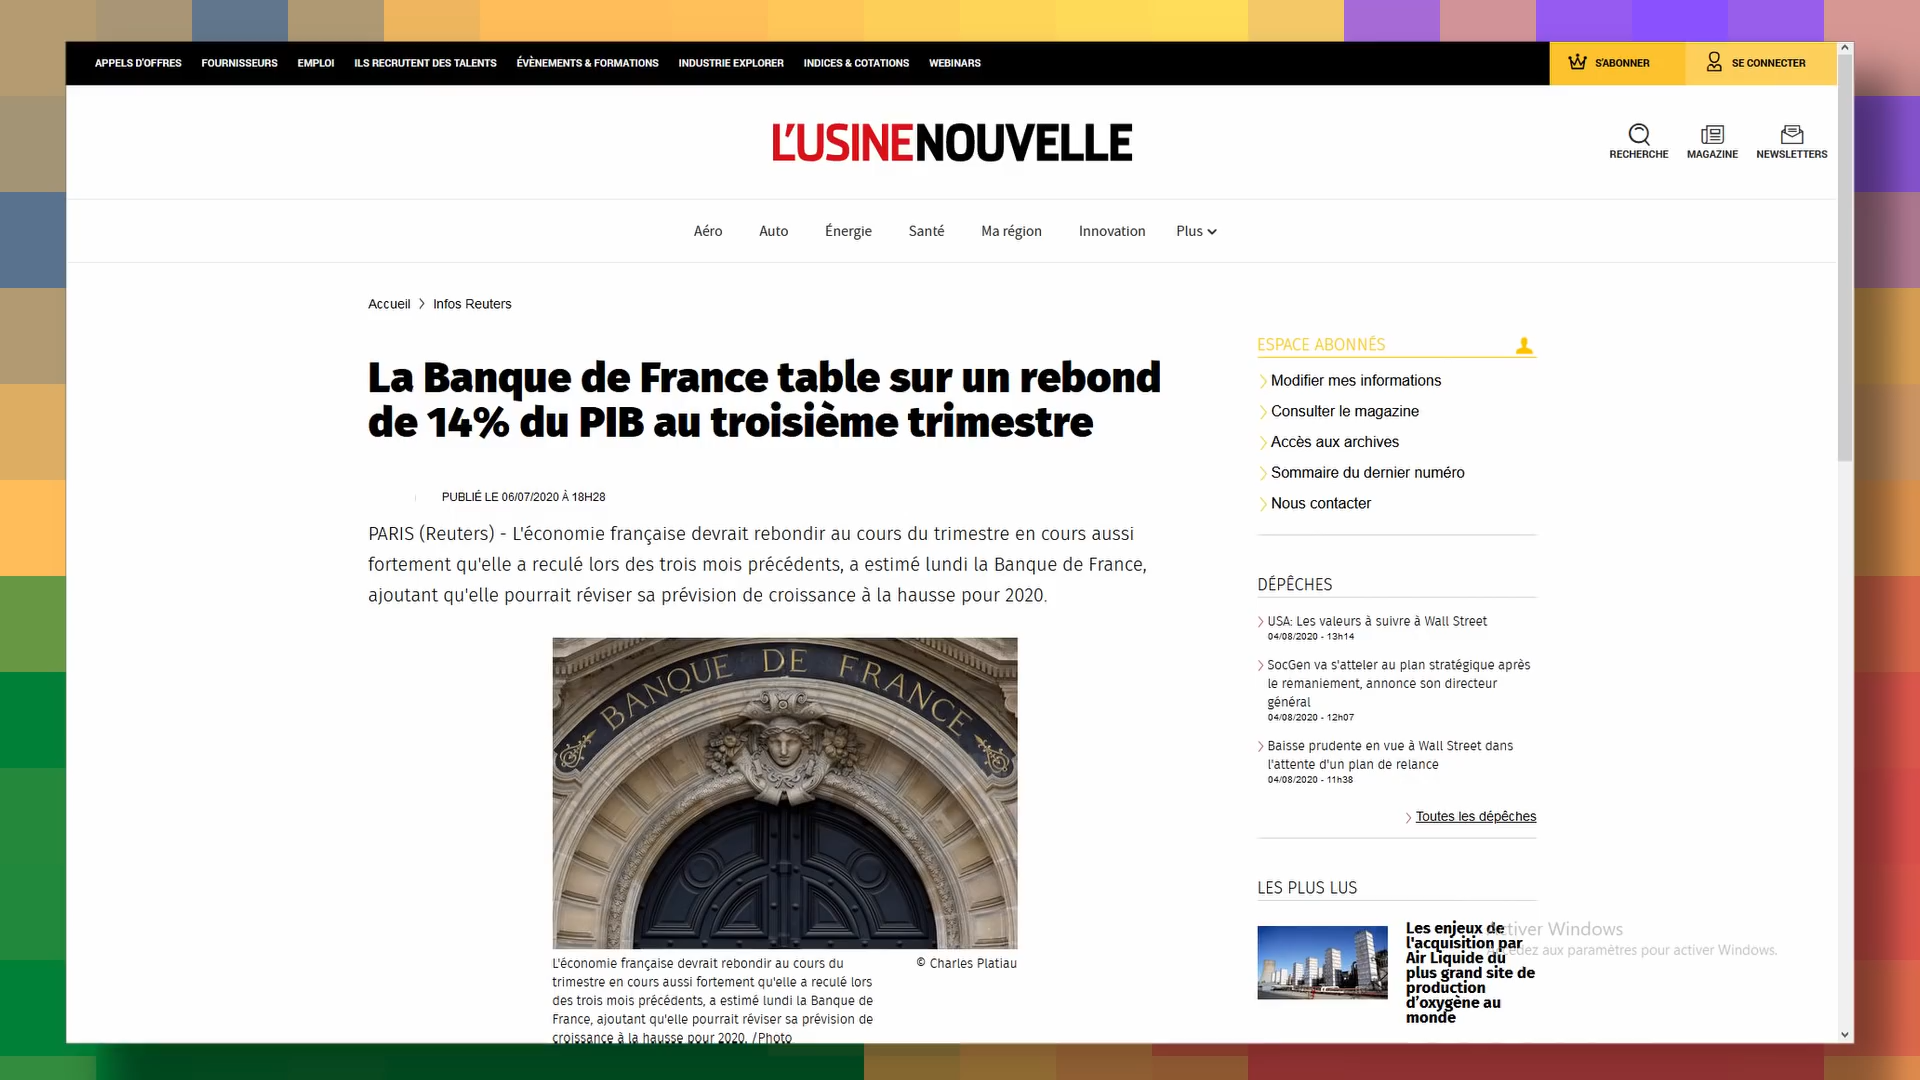 APPELS D'OFFRES FOURNISSEURS EMPLOI ILS RECRUTENT DES TALENTS ÉVÈNEMENTS & FORMATIONS INDUSTRIE EXPLORER INDICES & COTATIONS WEBINARS S'ABONNER SE CONNECTER
L'USINENOUVELLE
RECHERCHE MAGAZINE NEWSLETTERS
Aéro Auto Énergie Santé Ma région Innovation Plus
Accueil > Infos Reuters
La Banque de France table sur un rebond
de 14% du PIB au troisième trimestre
PUBLIÉ LE 06/07/2020 À 18H28
PARIS (Reuters) - L'économie française devrait rebondir au cours du trimestre en cours aussi
fortement qu'elle a reculé lors des trois mois précédents, a estimé lundi la Banque de France,
ajoutant qu'elle pourrait réviser sa prévision de croissance à la hausse pour 2020.
BANQUE DE FRANCE
L'économie française devrait rebondir au cours du
trimestre en cours aussi fortement qu'elle a reculé lors
des trois mois précédents, a estimé lundi la Banque de
France, ajoutant qu'elle pourrait réviser sa prévision de
croissance à la hausse pour 2020. /Photo
© Charles Platiau
ESPACE ABONNÉS
Modifier mes informations
Consulter le magazine
Accès aux archives
Sommaire du dernier numéro
Nous contacter
DÉPÊCHES
USA: Les valeurs à suivre à Wall Street
04/08/2020 - 13h14
SocGen va s'atteler au plan stratégique après
le remaniement, annonce son directeur
général
04/08/2020 - 12h07
Baisse prudente en vue à Wall Street dans
l'attente d'un plan de relance
04/08/2020 - 11h38
Toutes les dépêches
LES PLUS LUS
Les enjeux de
l'acquisition par
Air Liquide du
plus grand site de
production
d'oxygène au
monde
Activer Windows
Accédez aux paramètres pour activer Windows.